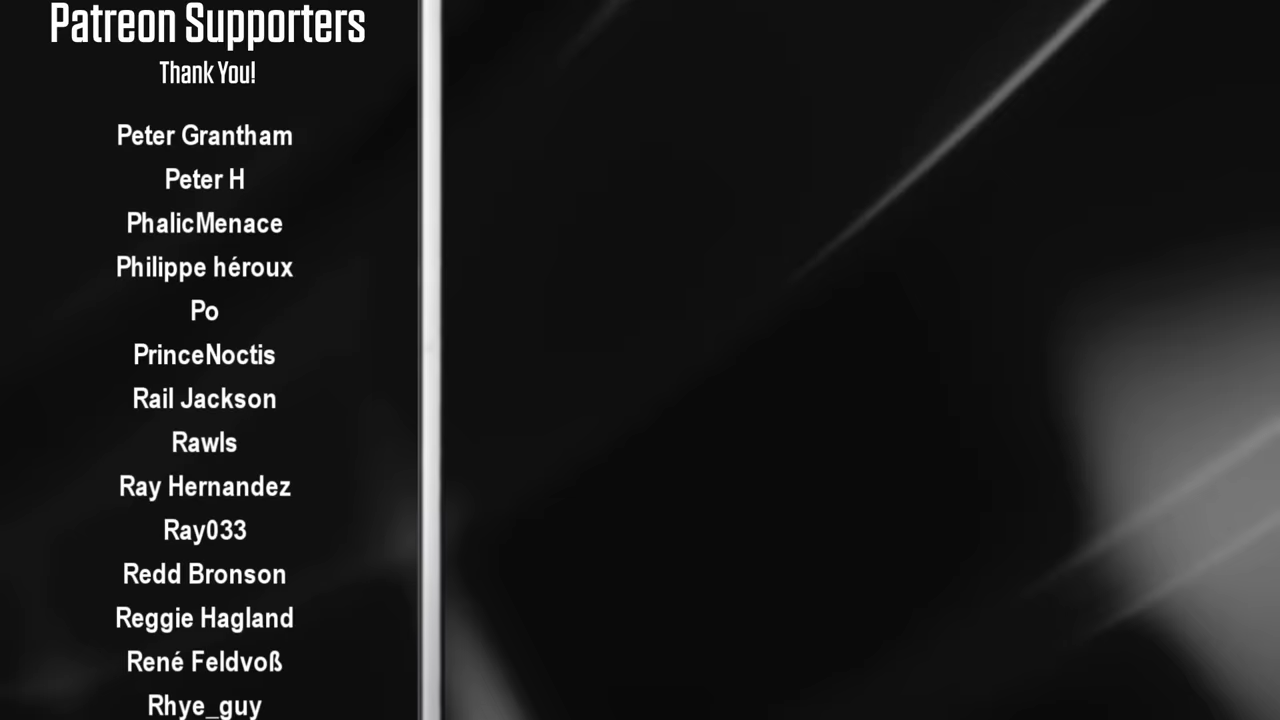 Patreon Supporters
Thank You!
Peter Grantham
Peter H
PhalicMenace
Philippe héroux
Po
PrinceNoctis
Rail Jackson
Rawls
Ray Hernandez
Ray033
Redd Bronson
Reggie Hagland
René Feldvoß
Rhye_guy